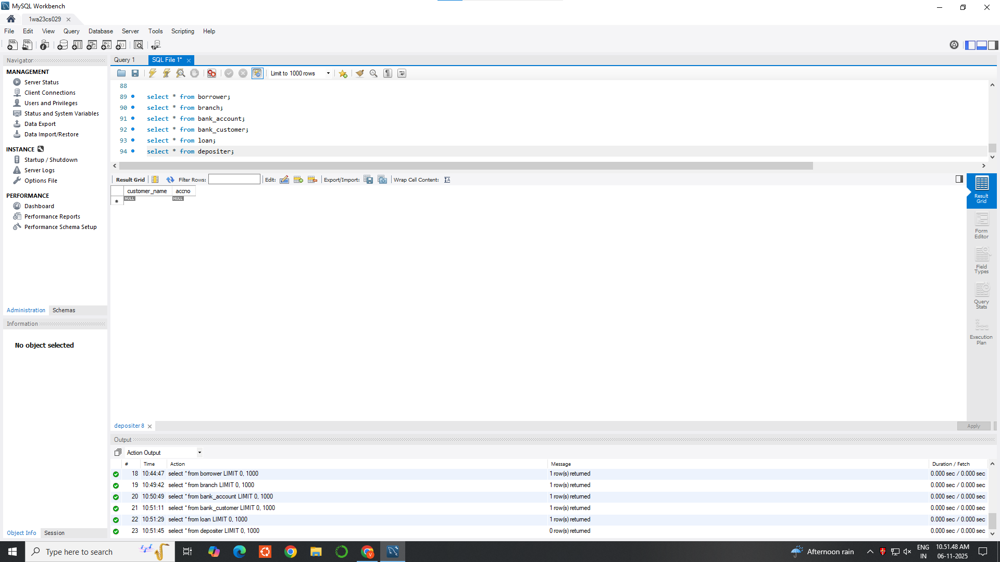 MySQL Workbench
1wa23cs029
File Edit View Query Database Server Tools Scripting Help
Navigator
MANAGEMENT
Server Status
Client Connections
Users and Privileges
Status and System Variables
Data Export
Data Import/Restore
INSTANCE
Startup / Shutdown
Server Logs
Options File
PERFORMANCE
Dashboard
Performance Reports
Performance Schema Setup
Administration Schemas
Information
No object selected
Object Info Session
Query 1 SQL File 1*
Limit to 1000 rows
88
89 select * from borrower;
90 select * from branch;
91 select * from bank_account;
92 select * from bank_customer;
93 select * from loan;
94 select * from depositer;
Result Grid Filter Rows: Edit: Export/Import: Wrap Cell Content:
customer_name accno
NULL NULL
Result Grid
Form Editor
Field Types
Query Stats
Execution Plan
depositer 8 Apply
Output
Action Output
# Time Action Message Duration / Fetch
18 10:44:47 select * from borrower LIMIT 0, 1000 1 row(s) returned 0.000 sec / 0.000 sec
19 10:49:42 select * from branch LIMIT 0, 1000 1 row(s) returned 0.000 sec / 0.000 sec
20 10:50:49 select * from bank_account LIMIT 0, 1000 1 row(s) returned 0.000 sec / 0.000 sec
21 10:51:11 select * from bank_customer LIMIT 0, 1000 1 row(s) returned 0.000 sec / 0.000 sec
22 10:51:29 select * from loan LIMIT 0, 1000 1 row(s) returned 0.000 sec / 0.000 sec
23 10:51:45 select * from depositer LIMIT 0, 1000 0 row(s) returned 0.000 sec / 0.000 sec
Type here to search
Afternoon rain
ENG IN
10.51.48 AM
06-11-2025